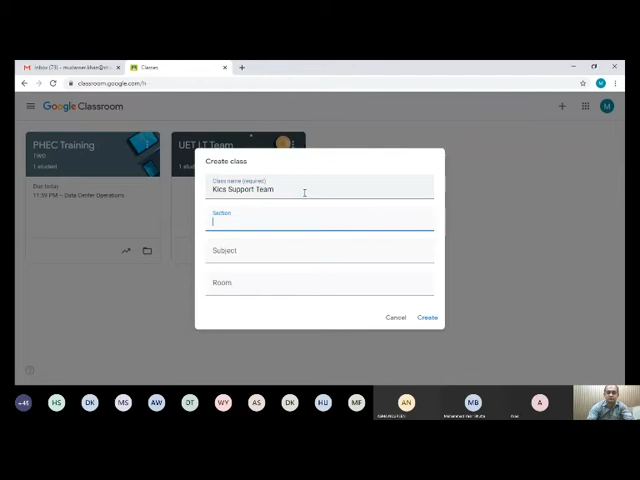 Classes
classroom.google.com/h
M
Google Classroom
M
PHEC Training
TWO
1 student
UET I.T Team
Due today
11:59 PM – Data Center Operations
Create class
Class name (required)
Kics Support Team
Section
Subject
Room
Cancel
Create
+45
HS
DK
MS
AW
DT
WY
AS
DK
HU
MF
AN
MB
A